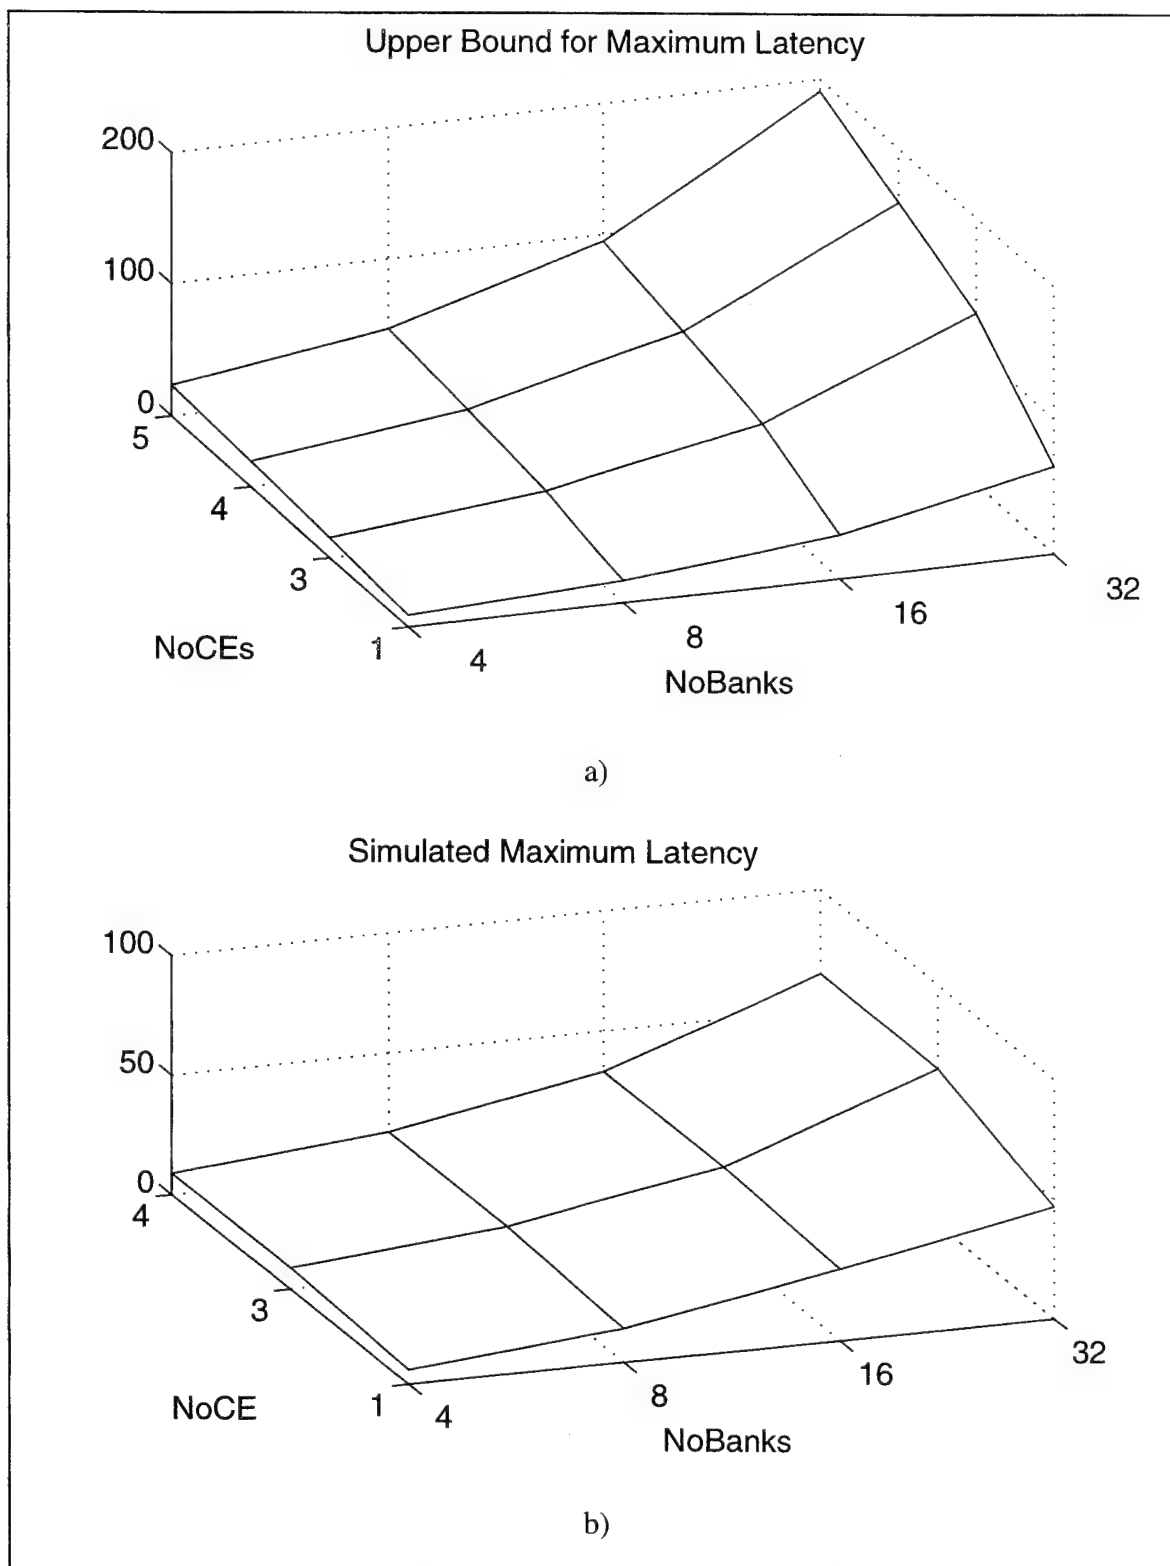 Upper Bound for Maximum Latency
200
100
0
5
4
3
1
NoCEs
4
8
16
32
NoBanks
a)
Simulated Maximum Latency
100
50
0
4
3
1
NoCE
4
8
16
32
NoBanks
b)